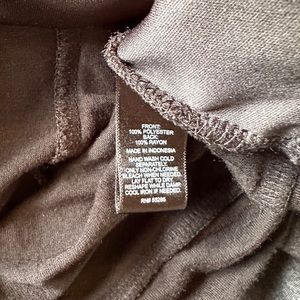 FRONT:
100% POLYESTER
BACK:
100% RAYON
MADE IN INDONESIA
HAND WASH COLD
SEPARATELY.
ONLY NON-CHLORINE
BLEACH WHEN NEEDED.
LAY FLAT TO DRY.
RESHAPE WHILE DAMP.
COOL IRON IF NEEDED.
RN# 85285